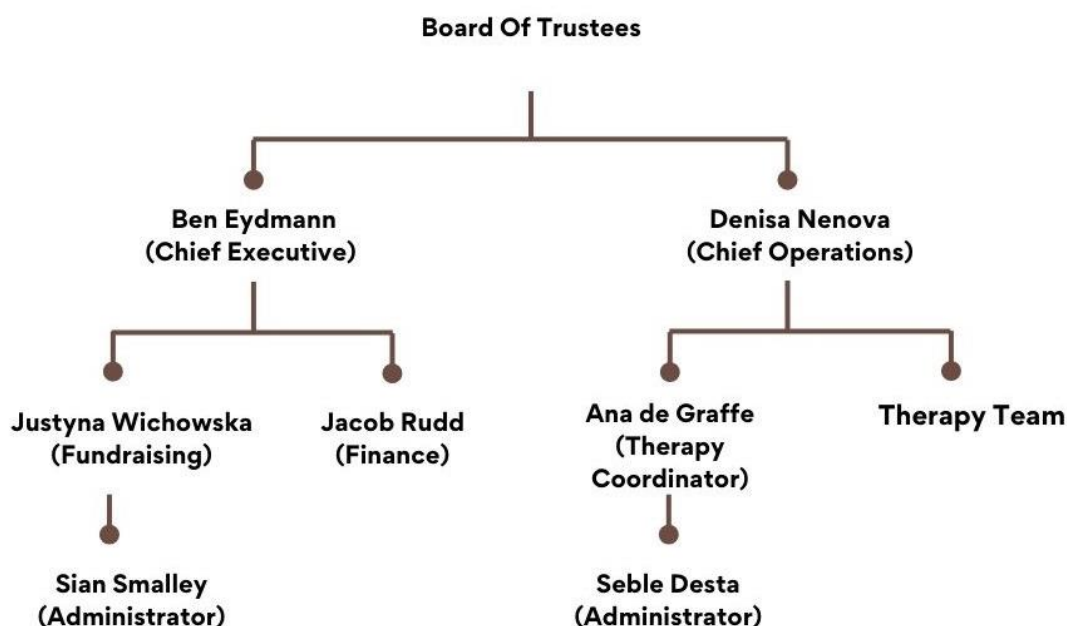 Board Of Trustees
Ben Eydmann
(Chief Executive)
Denisa Nenova
(Chief Operations)
Justyna Wichowska
(Fundraising)
Jacob Rudd
(Finance)
Ana de Graffe
(Therapy
Coordinator)
Therapy Team
Sian Smalley
(Administrator)
Seble Desta
(Administrator)